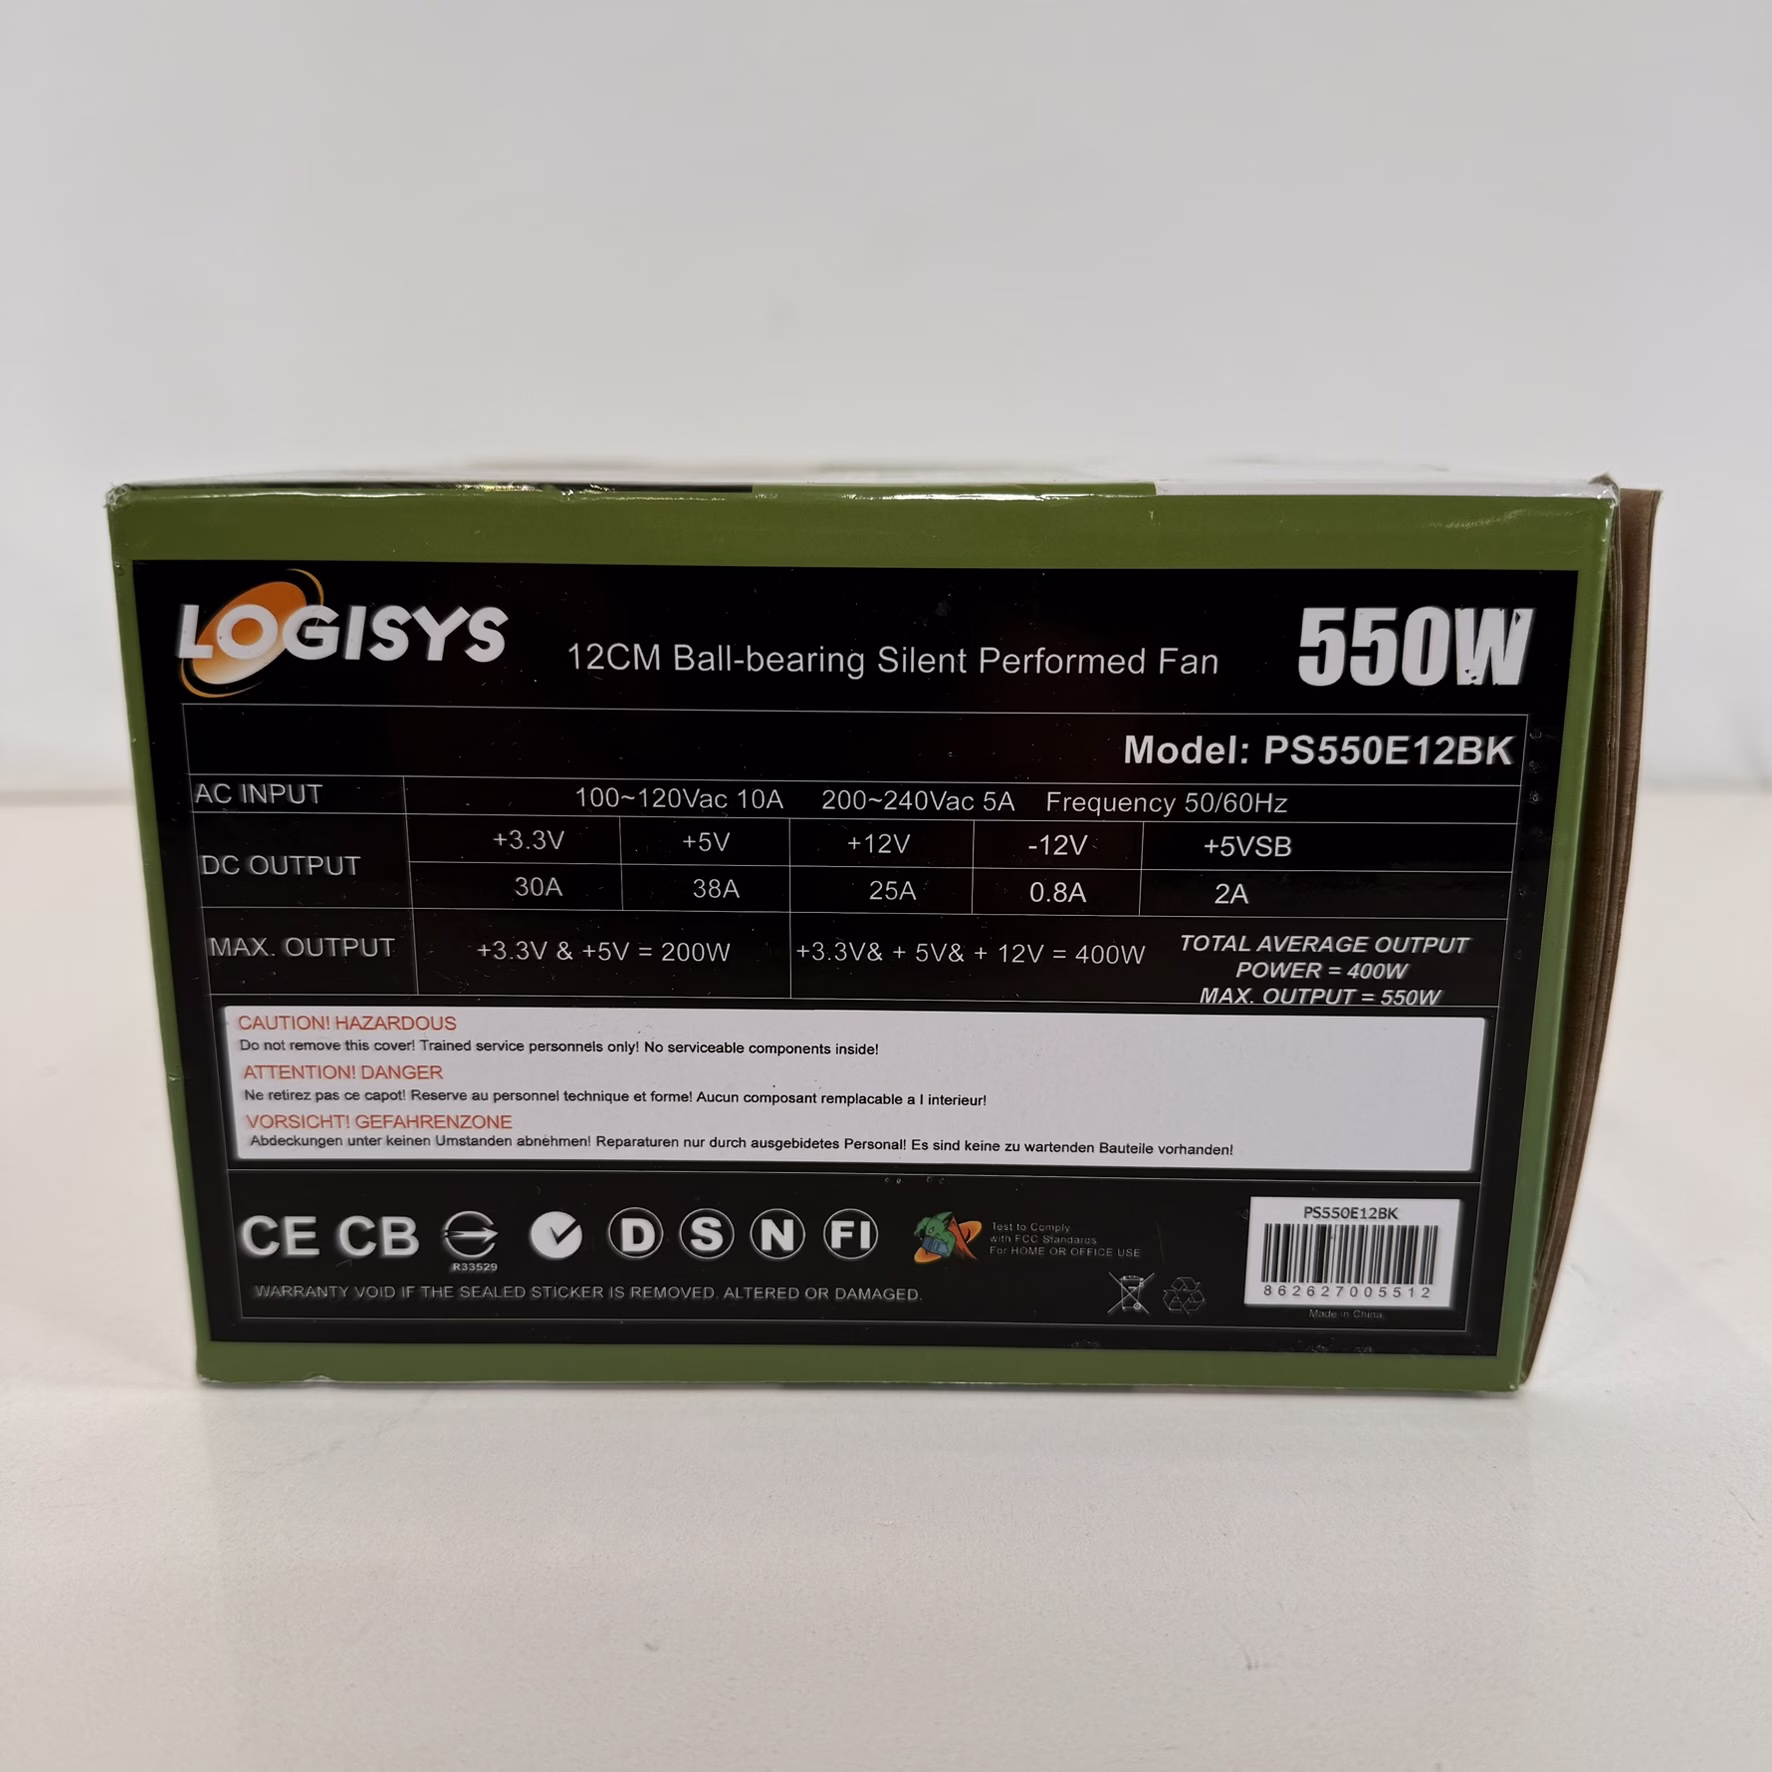 LOGISYS
12CM Ball-bearing Silent Performed Fan
550W
Model: PS550E12BK
AC INPUT 100~120Vac 10A 200~240Vac 5A Frequency 50/60Hz
DC OUTPUT
+3.3V +5V +12V -12V +5VSB
30A 38A 25A 0.8A 2A
MAX. OUTPUT +3.3V & +5V = 200W +3.3V& + 5V& + 12V = 400W
TOTAL AVERAGE OUTPUT
POWER = 400W
MAX. OUTPUT = 550W
CAUTION! HAZARDOUS
Do not remove this cover! Trained service personnels only! No serviceable components inside!
ATTENTION! DANGER
Ne retirez pas ce capot! Reserve au personnel technique et forme! Aucun composant remplacable a l interieur!
VORSICHT! GEFAHRENZONE
Abdeckungen unter keinen Umstanden abnehmen! Reparaturen nur durch ausgebidetes Personal! Es sind keine zu wartenden Bauteile vorhanden!
CE CB
R33529
D S N FI
Test to Comply
with FCC Standards
For HOME OR OFFICE USE
WARRANTY VOID IF THE SEALED STICKER IS REMOVED. ALTERED OR DAMAGED.
PS550E12BK
862627005512
Made in China